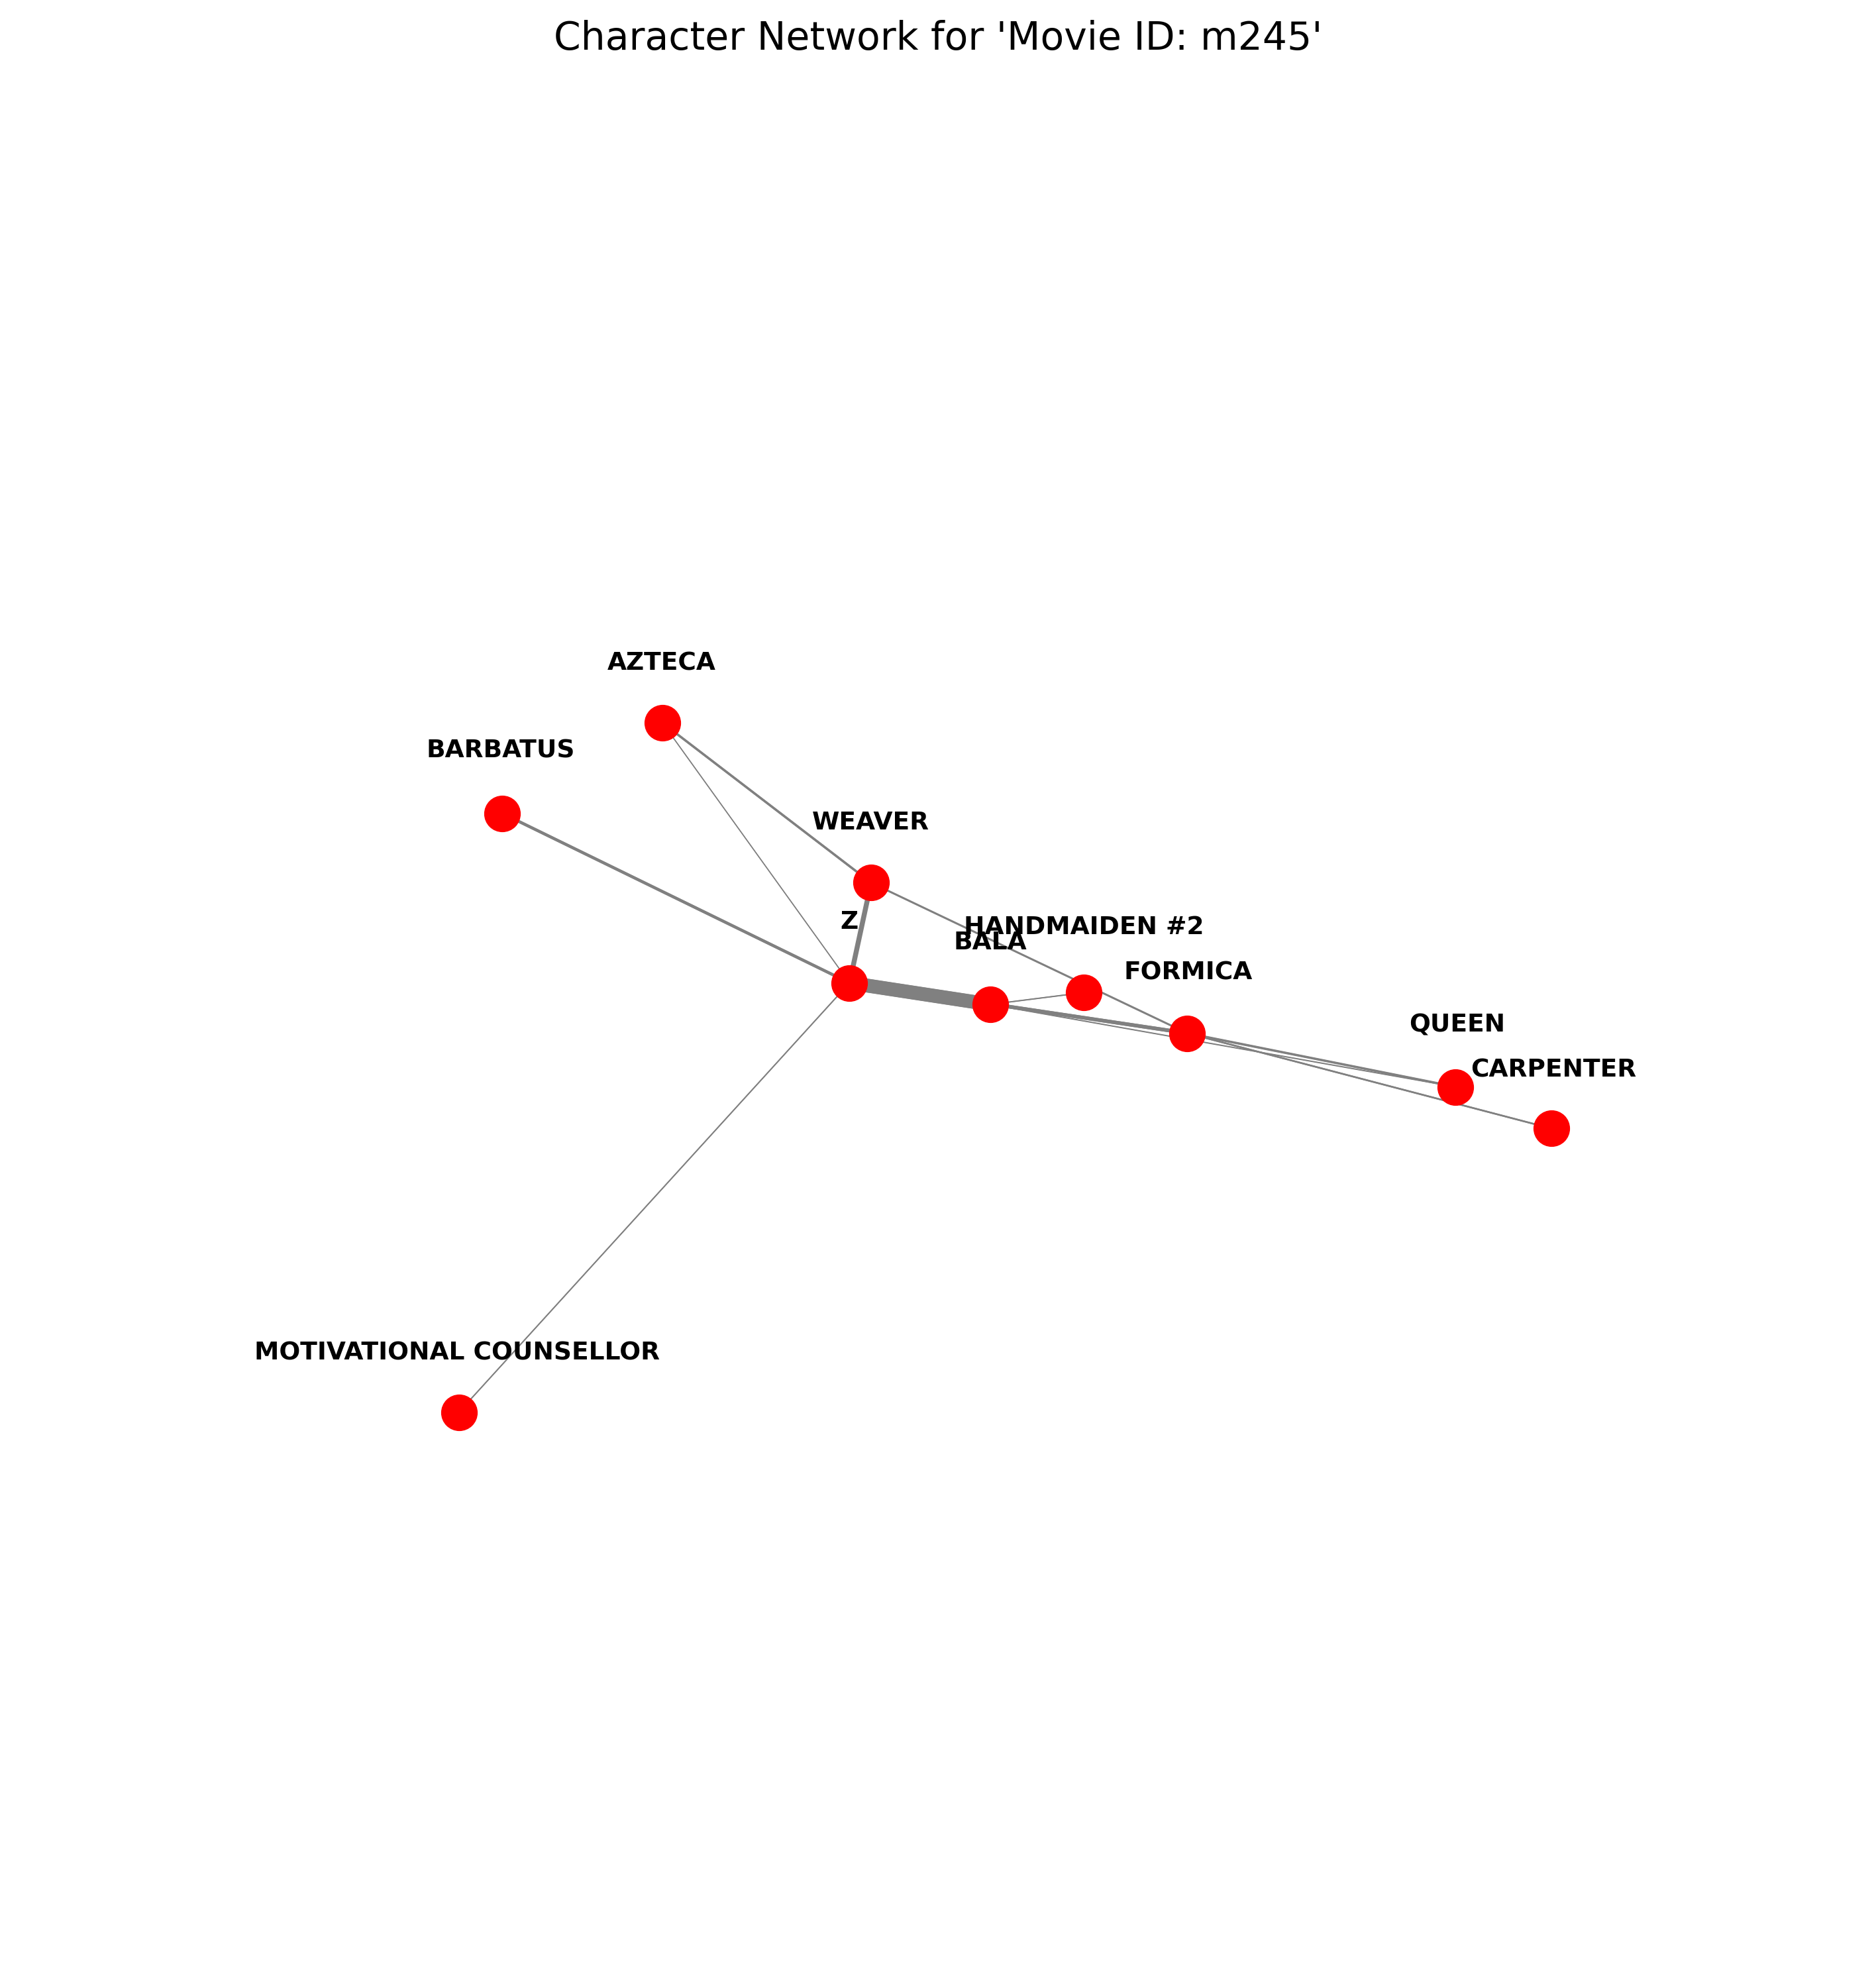 Character Network for 'Movie ID: m245'
AZTECA
BARBATUS
WEAVER
Z
HANDMAIDEN #2
BALA
FORMICA
QUEEN
CARPENTER
MOTIVATIONAL COUNSELLOR